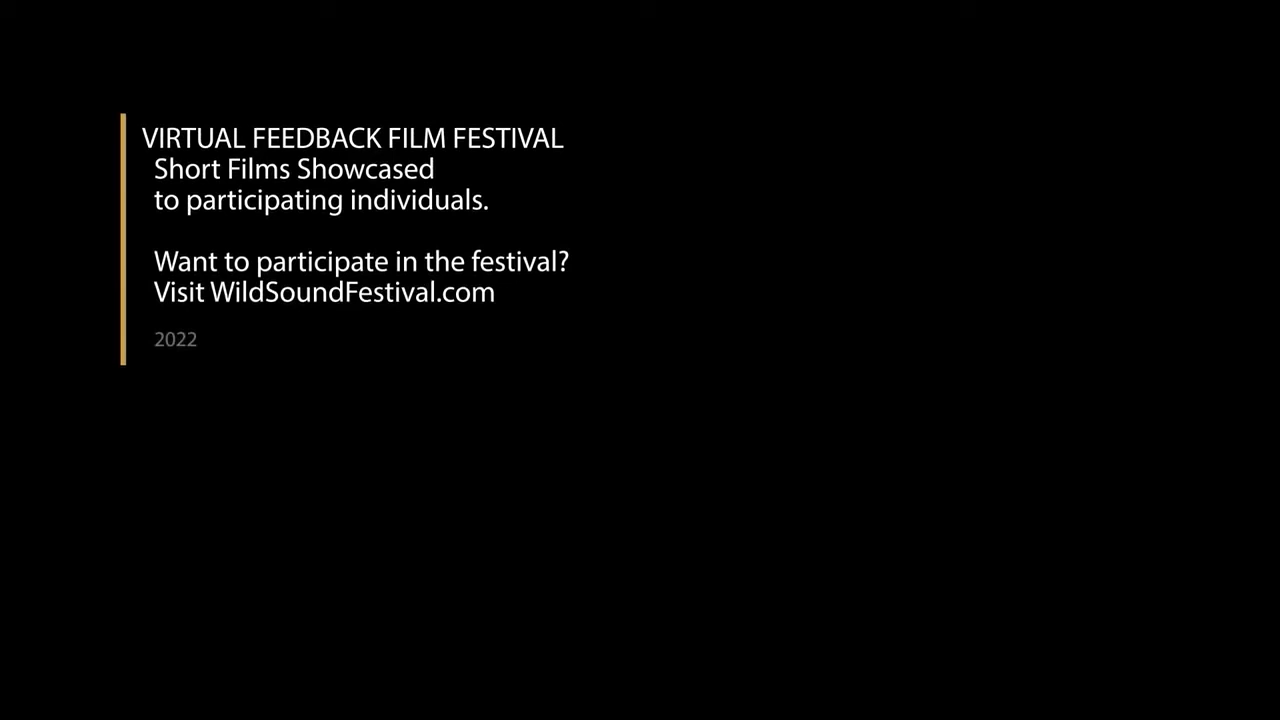 VIRTUAL FEEDBACK FILM FESTIVAL
Short Films Showcased
to participating individuals.
Want to participate in the festival?
Visit WildSoundFestival.com
2022